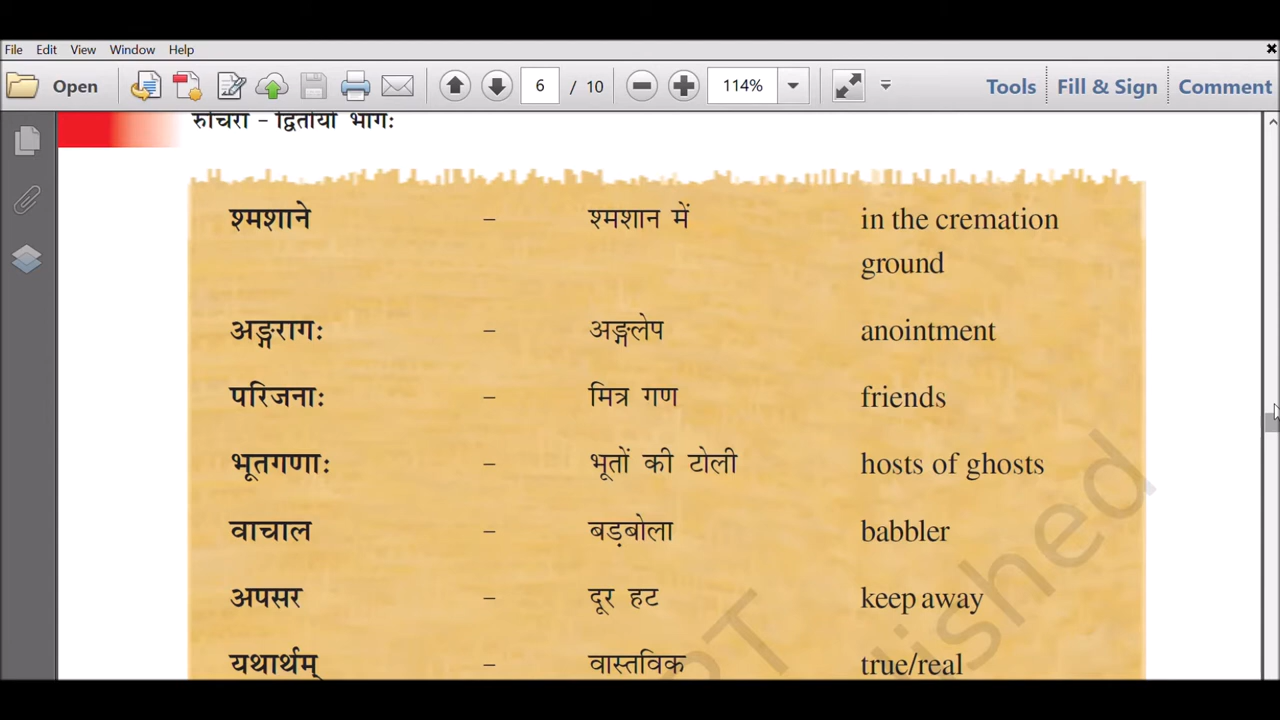 File Edit View Window Help
Open 6 / 10 114% Tools Fill & Sign Comment
रुचिरा - द्वितीयो भागः
श्मशाने – श्मशान में in the cremation
ground
अङ्गरागः – अङ्गलेप anointment
परिजनाः – मित्र गण friends
भूतगणाः – भूतों की टोली hosts of ghosts
वाचाल – बड़बोला babbler
अपसर – दूर हट keep away
यथार्थम् – वास्तविक true/real